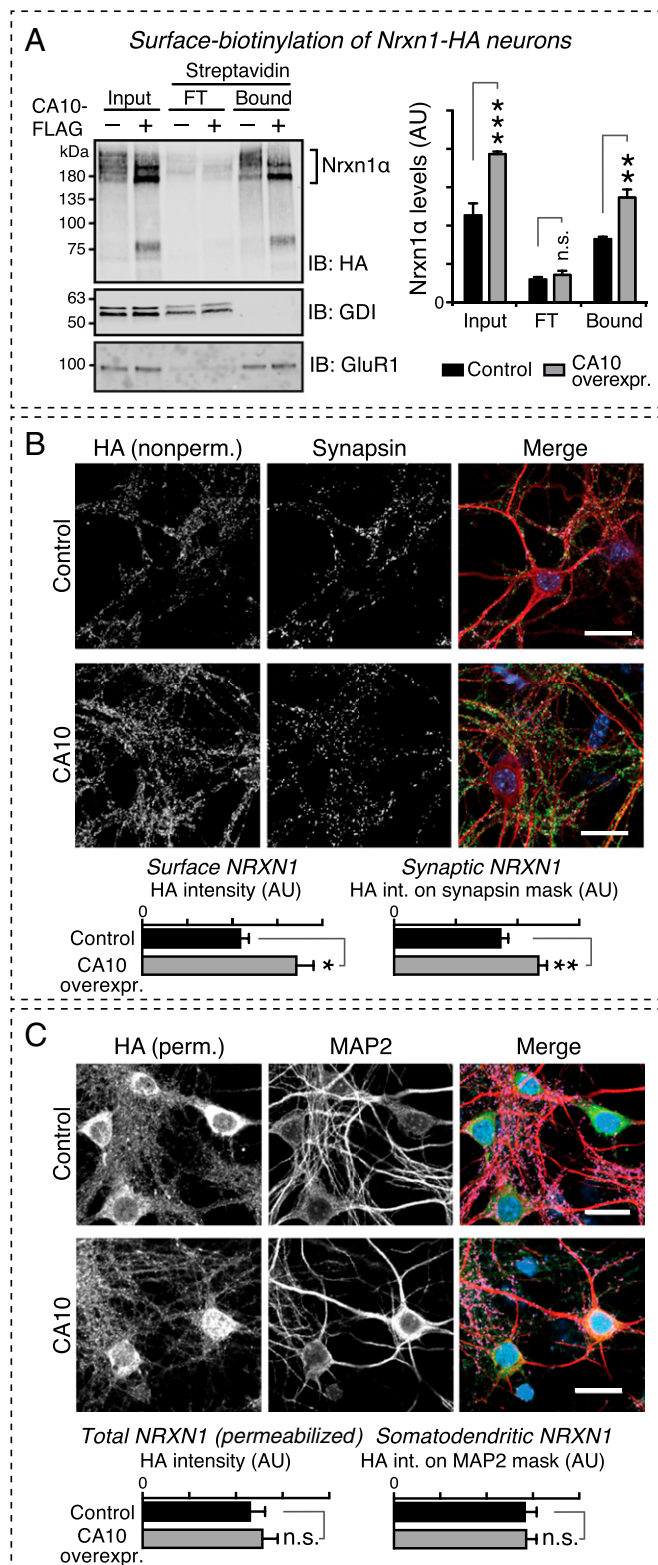 A
Surface-biotinylation of Nrxn1-HA neurons
Streptavidin
CA10-FLAG
Input
FT
Bound
− + − + − +
kDa
180
135
100
75
Nrxn1α
IB: HA
63
50
IB: GDI
100
IB: GluR1
Nrxn1α levels (AU)
0
***
n.s.
**
Input
FT
Bound
Control
CA10 overexpr.
B
HA (nonperm.)
Synapsin
Merge
Control
CA10
Surface NRXN1
HA intensity (AU)
0
Control
CA10
overexpr.
*
Synaptic NRXN1
HA int. on synapsin mask (AU)
0
**
C
HA (perm.)
MAP2
Merge
Control
CA10
Total NRXN1 (permeabilized)
HA intensity (AU)
0
Control
CA10
overexpr.
n.s.
Somatodendritic NRXN1
HA int. on MAP2 mask (AU)
0
n.s.